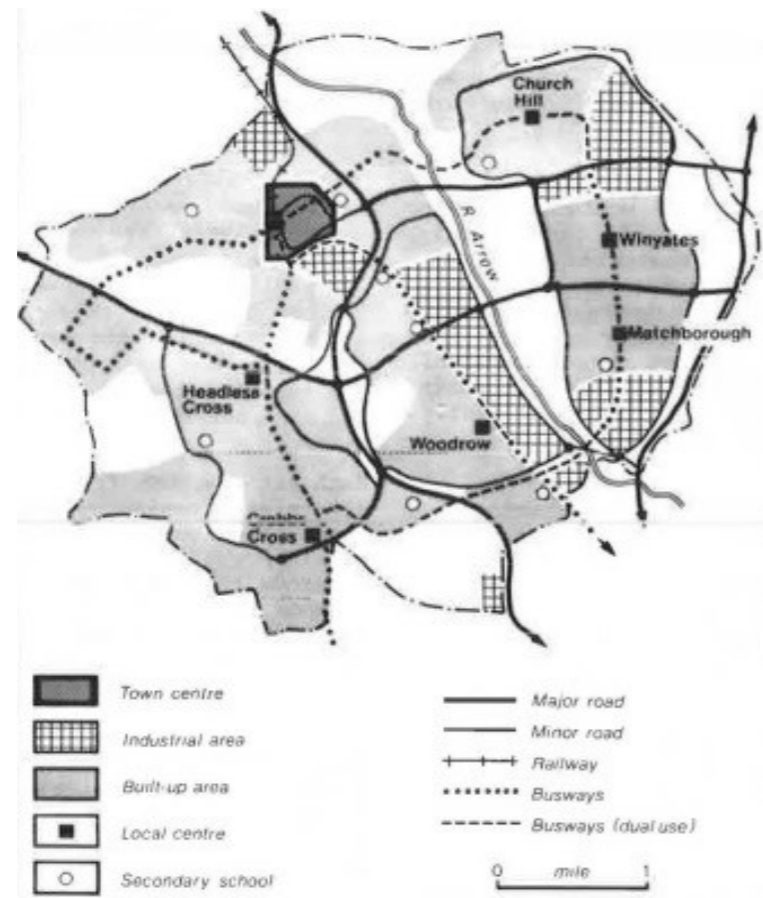 Church
Hill
R. Arrow
Winyates
Matchborough
Headless
Cross
Woodrow
Crabbs
Cross
Town centre
Industrial area
Built-up area
Local centre
Secondary school
Major road
Minor road
Railway
Busways
Busways (dual use)
0 mile 1